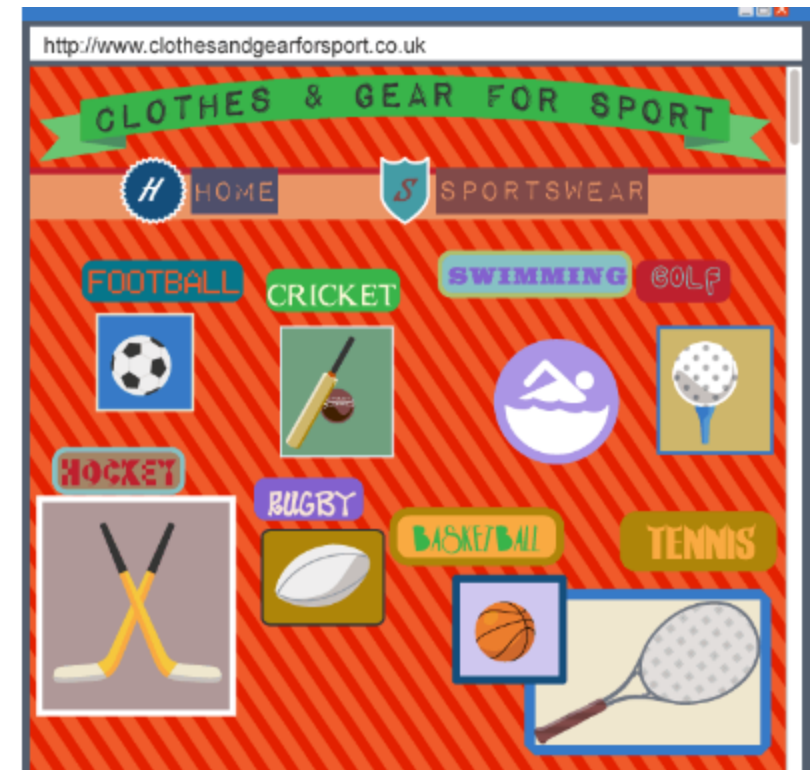 http://www.clothesandgearforsport.co.uk
CLOTHES & GEAR FOR SPORT
H HOME S SPORTSWEAR
FOOTBALL CRICKET SWIMMING GOLF
HOCKEY RUGBY BASKETBALL TENNIS